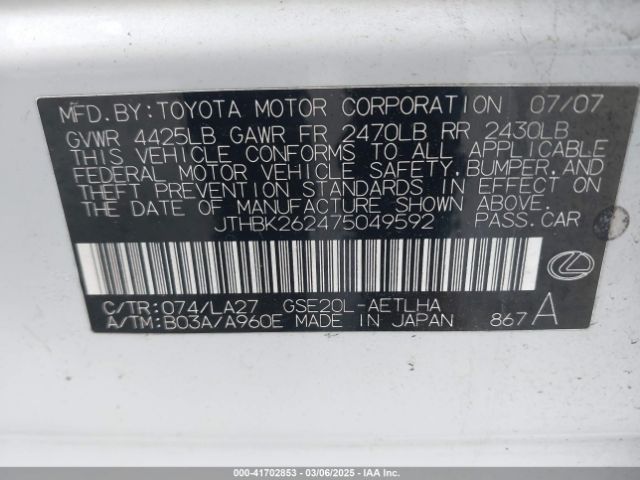 MFD.BY:TOYOTA MOTOR CORPORATION 07/07
GVWR 4425LB GAWR FR 2470LB RR 2430LB
THIS VEHICLE CONFORMS TO ALL APPLICABLE
FEDERAL MOTOR VEHICLE SAFETY,BUMPER,AND
THEFT PREVENTION STANDARDS IN EFFECT ON
THE DATE OF MANUFACTURE SHOWN ABOVE.
JTHBK262475049592 PASS.CAR
C/TR:074/LA27 GSE20L-AETLHA
A/TM:B03A/A960E MADE IN JAPAN 867 A
000-41702853 - 03/06/2025 - IAA Holdings, LLC